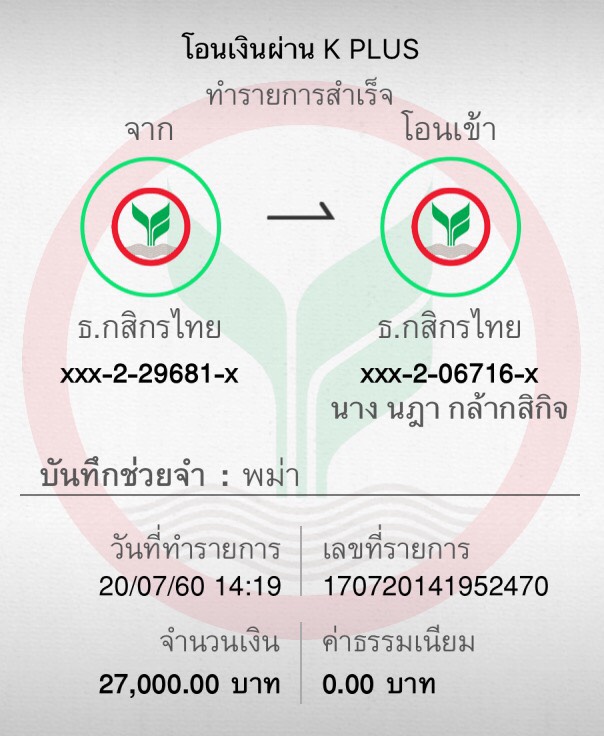 โอนเงินผ่าน K PLUS
ทำรายการสำเร็จ
จาก
โอนเข้า
ธ.กสิกรไทย
ธ.กสิกรไทย
xxx-2-29681-x
xxx-2-06716-x
นาง นฎา กล้ากสิกิจ
บันทึกช่วยจำ : พม่า
วันที่ทำรายการ
เลขที่รายการ
20/07/60 14:19
170720141952470
จำนวนเงิน
ค่าธรรมเนียม
27,000.00 บาท
0.00 บาท